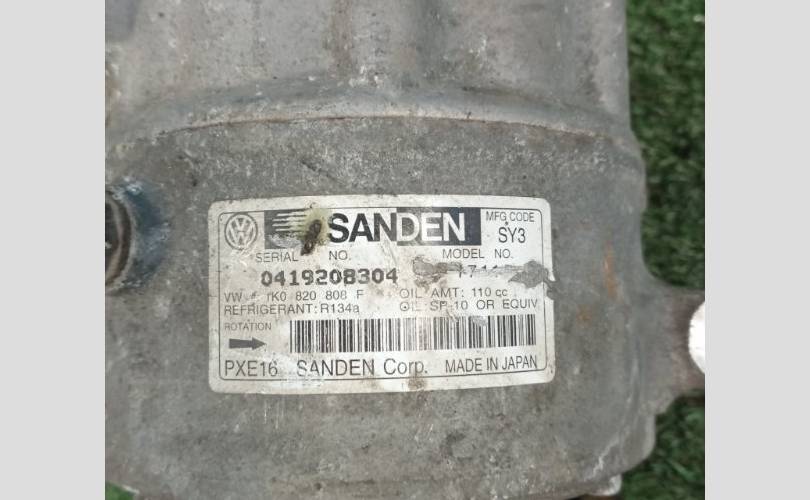 SANDEN
MFG CODE
SY3
SERIAL NO. MODEL NO.
0419208304
VW # 1K0 820 808 F OIL AMT: 110 cc
REFRIGERANT: R134a OIL: SP-10 OR EQUIV
ROTATION
PXE16 SANDEN Corp. MADE IN JAPAN